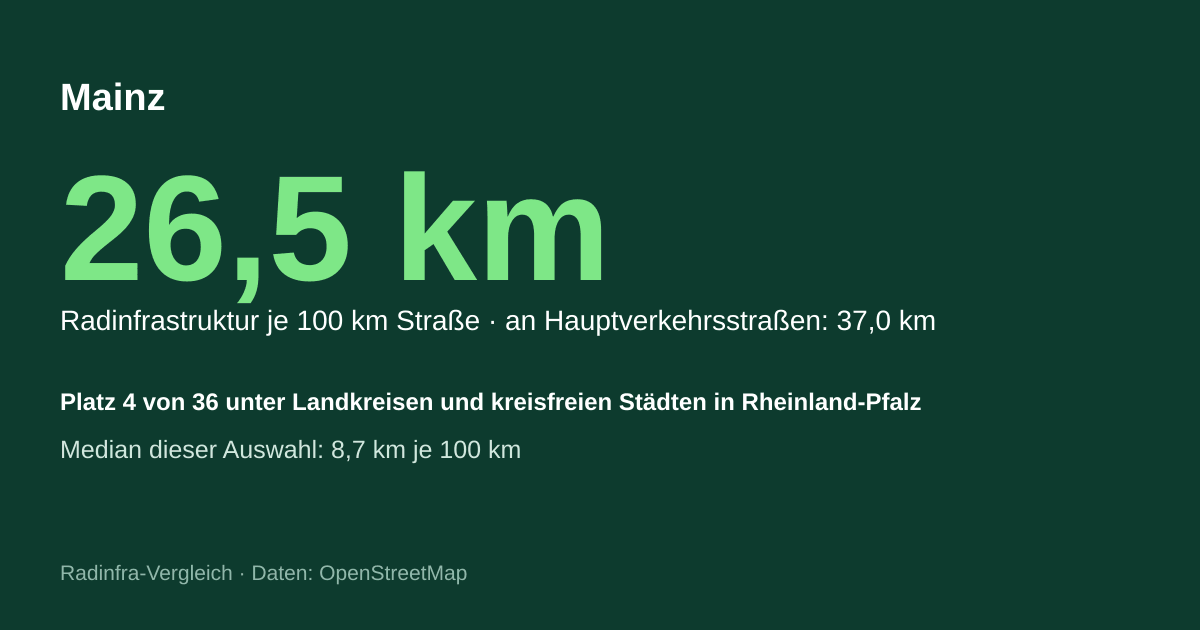 Mainz
26,5 km
Radinfrastruktur je 100 km Straße · an Hauptverkehrsstraßen: 37,0 km
Platz 4 von 36 unter Landkreisen und kreisfreien Städten in Rheinland-Pfalz
Median dieser Auswahl: 8,7 km je 100 km
Radinfra-Vergleich · Daten: OpenStreetMap